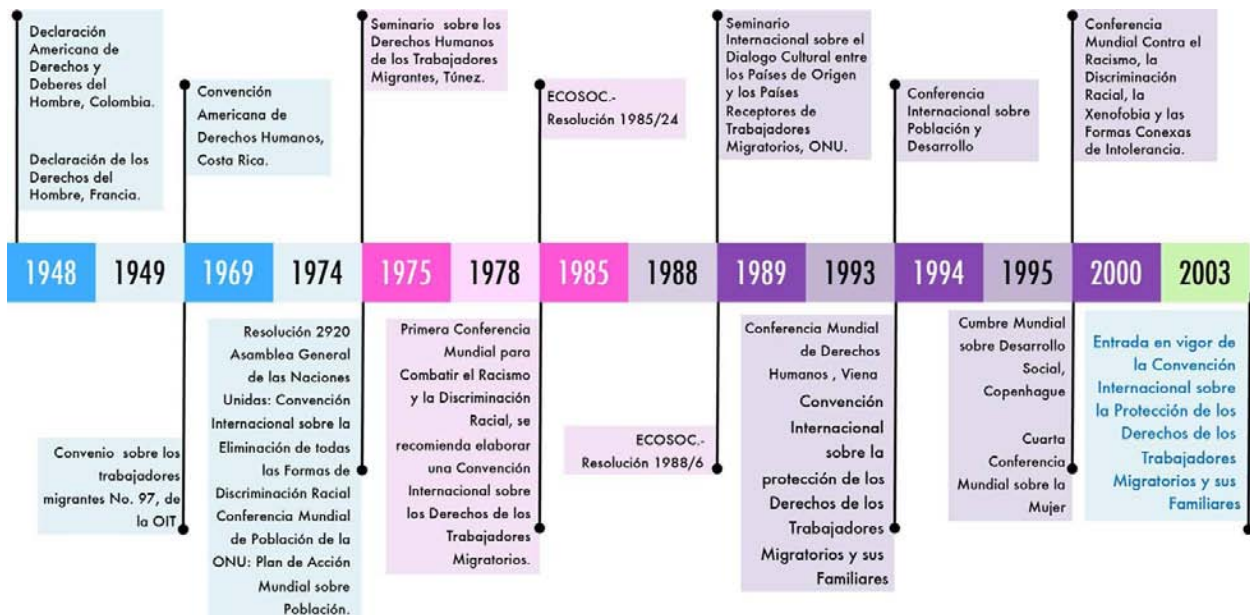 Declaración
Americana de
Derechos y
Deberes del
Hombre, Colombia.
Declaración de los
Derechos del
Hombre, Francia.
Convención
Americana de
Derechos Humanos,
Costa Rica.
Seminario sobre los
Derechos Humanos
de los Trabajadores
Migrantes, Túnez.
ECOSOC.-
Resolución 1985/24
Seminario
Internacional sobre el
Dialogo Cultural entre
los Países de Origen
y los Países
Receptores de
Trabajadores
Migratorios, ONU.
Conferencia
Internacional sobre
Población y
Desarrollo
Conferencia
Mundial Contra el
Racismo, la
Discriminación
Racial, la
Xenofobia y las
Formas Conexas
de Intolerancia.
1948 1949 1969 1974 1975 1978 1985 1988 1989 1993 1994 1995 2000 2003
Convenio sobre los
trabajadores
migrantes No. 97, de
la OIT
Resolución 2920
Asamblea General
de las Naciones
Unidas: Convención
Internacional sobre la
Eliminación de todas
las Formas de
Discriminación Racial
Conferencia Mundial
de Población de la
ONU: Plan de Acción
Mundial sobre
Población.
Primera Conferencia
Mundial para
Combatir el Racismo
y la Discriminación
Racial, se
recomienda elaborar
una Convención
Internacional sobre
los Derechos de los
Trabajadores
Migratorios.
ECOSOC.-
Resolución 1988/6
Conferencia Mundial
de Derechos
Humanos , Viena
Convención
Internacional
sobre la
protección de los
Derechos de los
Trabajadores
Migratorios y sus
Familiares
Cumbre Mundial
sobre Desarrollo
Social,
Copenhague
Cuarta
Conferencia
Mundial sobre la
Mujer
Entrada en vigor de
la Convención
Internacional sobre
la Protección de los
Derechos de los
Trabajadores
Migratorios y sus
Familiares